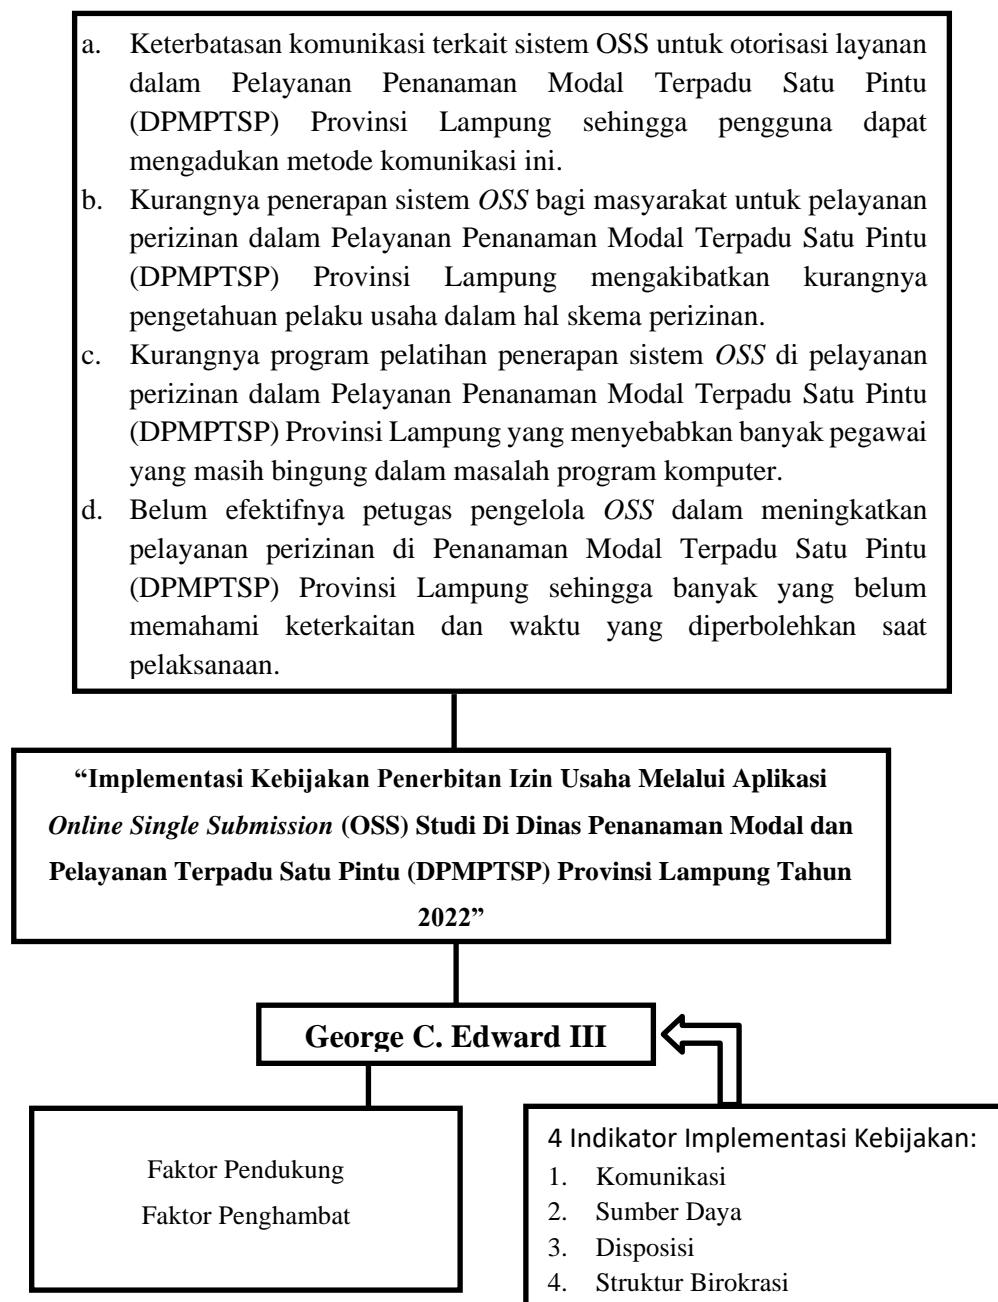 a. Keterbatasan komunikasi terkait sistem OSS untuk otorisasi layanan
dalam Pelayanan Penanaman Modal Terpadu Satu Pintu
(DPMPTSP) Provinsi Lampung sehingga pengguna dapat
mengadukan metode komunikasi ini.
b. Kurangnya penerapan sistem OSS bagi masyarakat untuk pelayanan
perizinan dalam Pelayanan Penanaman Modal Terpadu Satu Pintu
(DPMPTSP) Provinsi Lampung mengakibatkan kurangnya
pengetahuan pelaku usaha dalam hal skema perizinan.
c. Kurangnya program pelatihan penerapan sistem OSS di pelayanan
perizinan dalam Pelayanan Penanaman Modal Terpadu Satu Pintu
(DPMPTSP) Provinsi Lampung yang menyebabkan banyak pegawai
yang masih bingung dalam masalah program komputer.
d. Belum efektifnya petugas pengelola OSS dalam meningkatkan
pelayanan perizinan di Penanaman Modal Terpadu Satu Pintu
(DPMPTSP) Provinsi Lampung sehingga banyak yang belum
memahami keterkaitan dan waktu yang diperbolehkan saat
pelaksanaan.
“Implementasi Kebijakan Penerbitan Izin Usaha Melalui Aplikasi
Online Single Submission (OSS) Studi Di Dinas Penanaman Modal dan
Pelayanan Terpadu Satu Pintu (DPMPTSP) Provinsi Lampung Tahun
2022”
George C. Edward III
Faktor Pendukung
Faktor Penghambat
4 Indikator Implementasi Kebijakan:
1. Komunikasi
2. Sumber Daya
3. Disposisi
4. Struktur Birokrasi